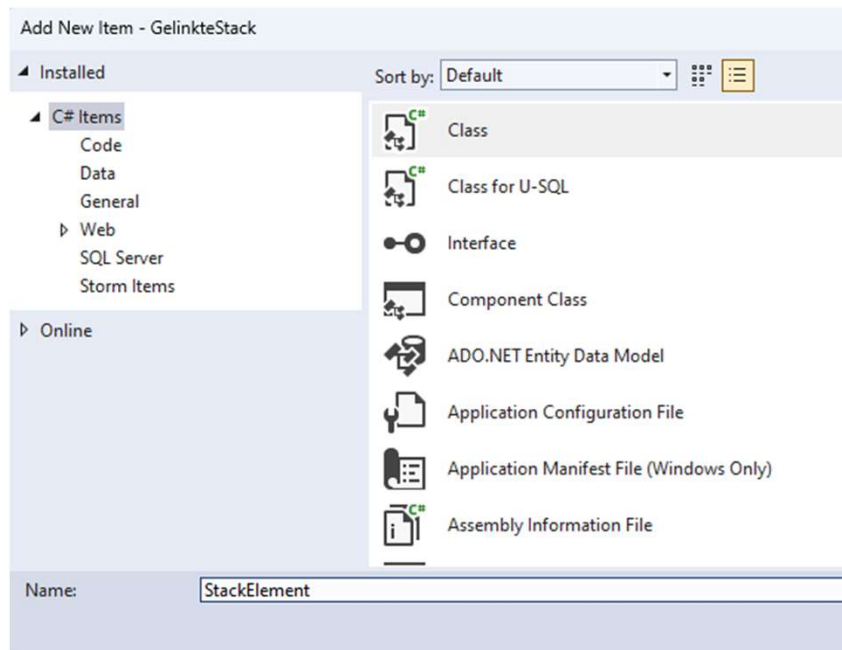 Add New Item - GelinkteStack
Installed
C# Items
Code
Data
General
Web
SQL Server
Storm Items
Online
Sort by: Default
C# Class
C# Class for U-SQL
Interface
Component Class
ADO.NET Entity Data Model
Application Configuration File
Application Manifest File (Windows Only)
C# Assembly Information File
Name: StackElement